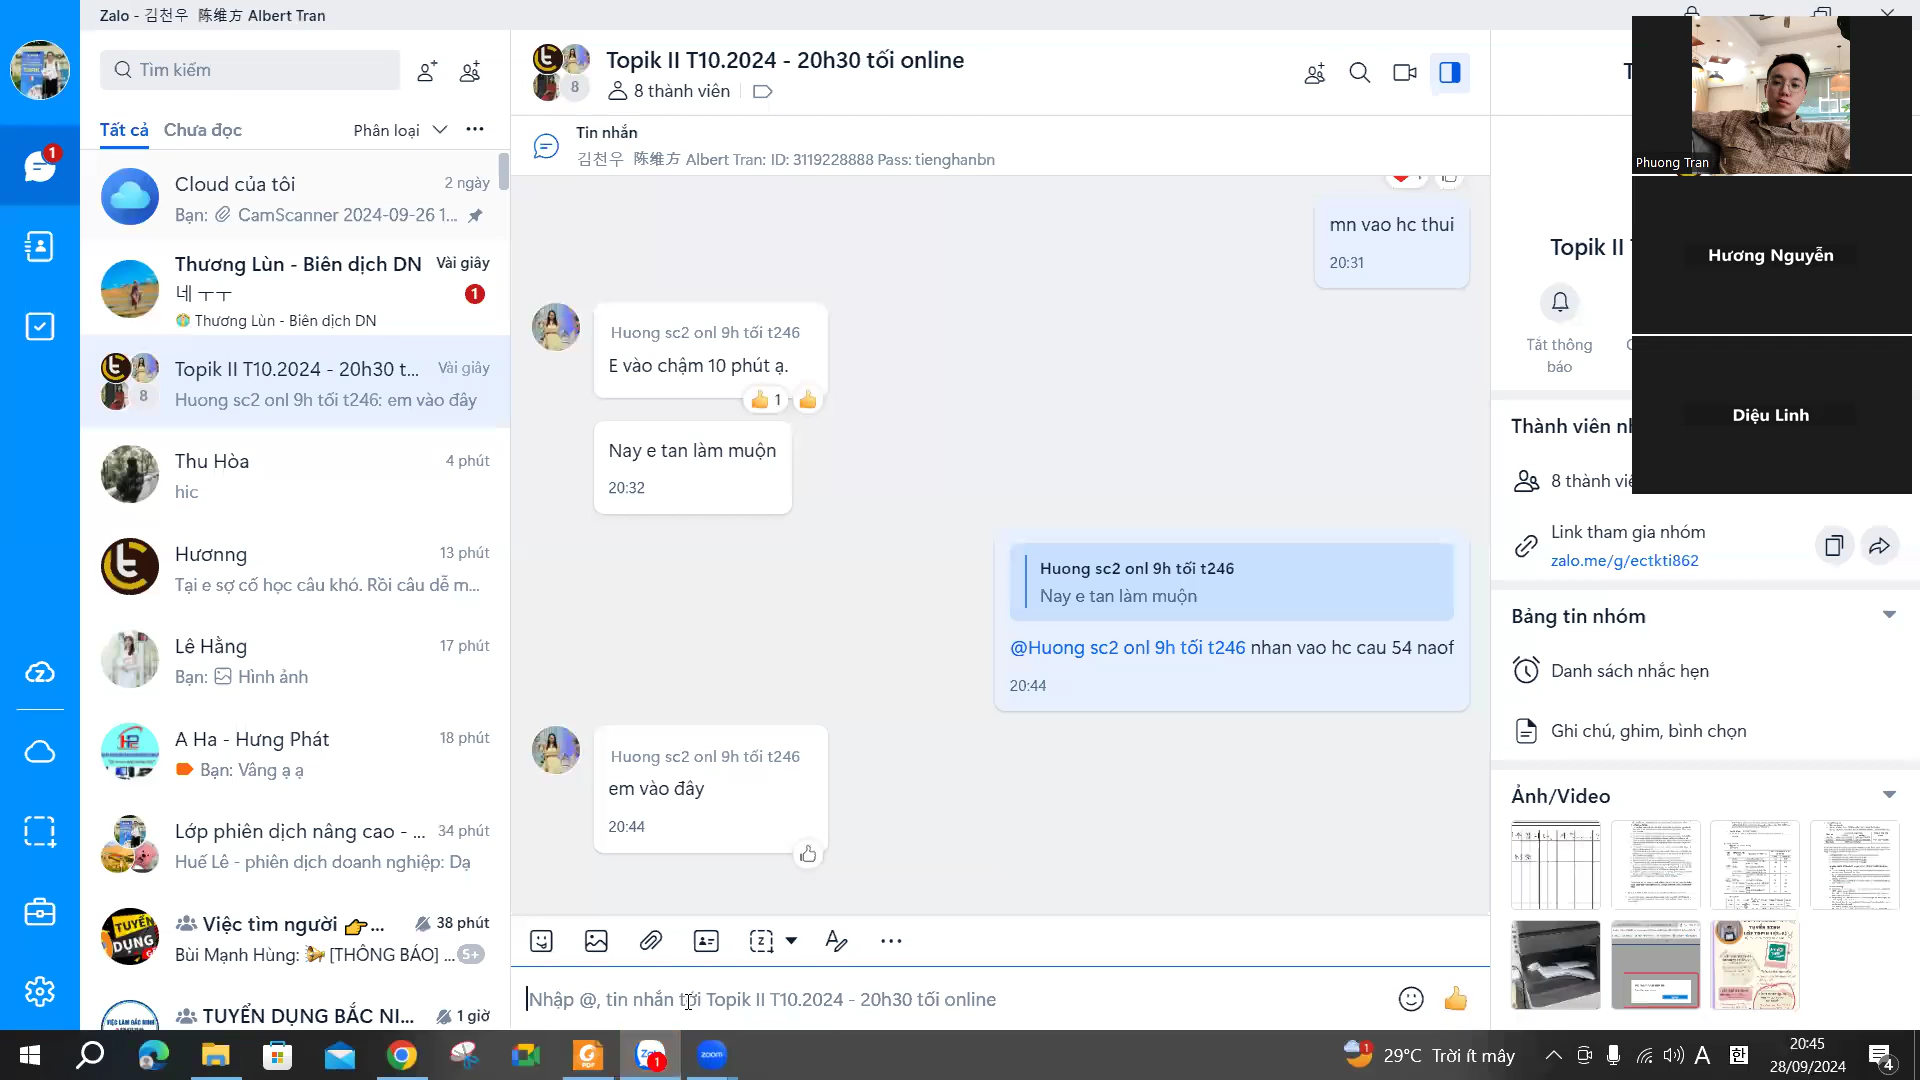 Zalo - 김천우 陈维方 Albert Tran
Tìm kiếm
Tất cả Chưa đọc
Phân loại
1
Cloud của tôi 2 ngày
Bạn: CamScanner 2024-09-26 1...
Thương Lùn - Biên dịch DN Vài giây
네 ㅜㅜ 1
Thương Lùn - Biên dịch DN
Topik II T10.2024 - 20h30 t... Vài giây
8 Huong sc2 onl 9h tối t246: em vào đây
Thu Hòa 4 phút
hic
Hươnng 13 phút
Tại e sợ cố học câu khó. Rồi câu dễ m...
Lê Hằng 17 phút
Bạn: Hình ảnh
A Ha - Hưng Phát 18 phút
Bạn: Vâng ạ ạ
Lớp phiên dịch nâng cao - ... 34 phút
Huế Lê - phiên dịch doanh nghiệp: Dạ
Việc tìm người 👉... 38 phút
Bùi Mạnh Hùng: [THÔNG BÁO] ... 5+
TUYỂN DỤNG BẮC NI... 1 giờ
Topik II T10.2024 - 20h30 tối online
8
8 thành viên
Tin nhắn
김천우 陈维方 Albert Tran: ID: 3119228888 Pass: tienghanbn
mn vao hc thui
20:31
Huong sc2 onl 9h tối t246
E vào chậm 10 phút ạ.
1
Nay e tan làm muộn
20:32
Huong sc2 onl 9h tối t246
Nay e tan làm muộn
@Huong sc2 onl 9h tối t246 nhan vao hc cau 54 naof
20:44
Huong sc2 onl 9h tối t246
em vào đây
20:44
Nhập @, tin nhắn tới Topik II T10.2024 - 20h30 tối online
Phuong Tran
Hương Nguyễn
Diệu Linh
Topik II
Tắt thông
báo
8 thành
Link tham gia nhóm
zalo.me/g/ectkti862
Bảng tin nhóm
Danh sách nhắc hẹn
Ghi chú, ghim, bình chọn
Ảnh/Video
zoom
1
29°C Trời ít mây
A 한
20:45
28/09/2024
4